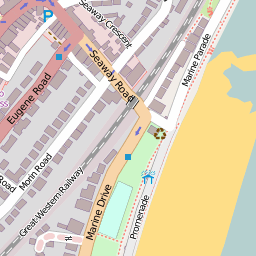 P
Seaway Crescent
Seaway Road
Eugene Road
Marine Parade
Morin Road
Road
Great Western Railway
Marine Drive
Promenade